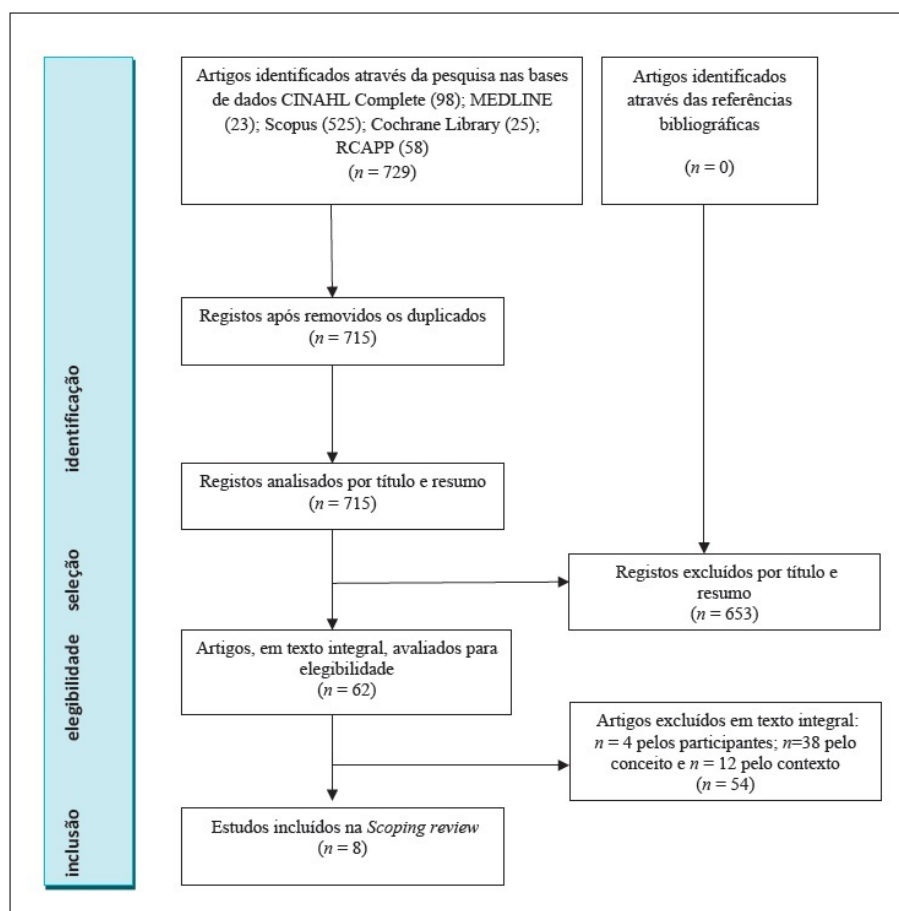 Artigos identificados através da pesquisa nas bases
de dados CINAHL Complete (98); MEDLINE
(23); Scopus (525); Cochrane Library (25);
RCAPP (58)
(n = 729)
Artigos identificados
através das referências
bibliográficas
(n = 0)
identificação
Registos após removidos os duplicados
(n = 715)
Registos analisados por título e resumo
(n = 715)
seleção
Registos excluídos por título e
resumo
(n = 653)
elegibilidade
Artigos, em texto integral, avaliados para
elegibilidade
(n = 62)
Artigos excluídos em texto integral:
n = 4 pelos participantes; n=38 pelo
conceito e n = 12 pelo contexto
(n = 54)
inclusão
Estudos incluídos na Scoping review
(n = 8)